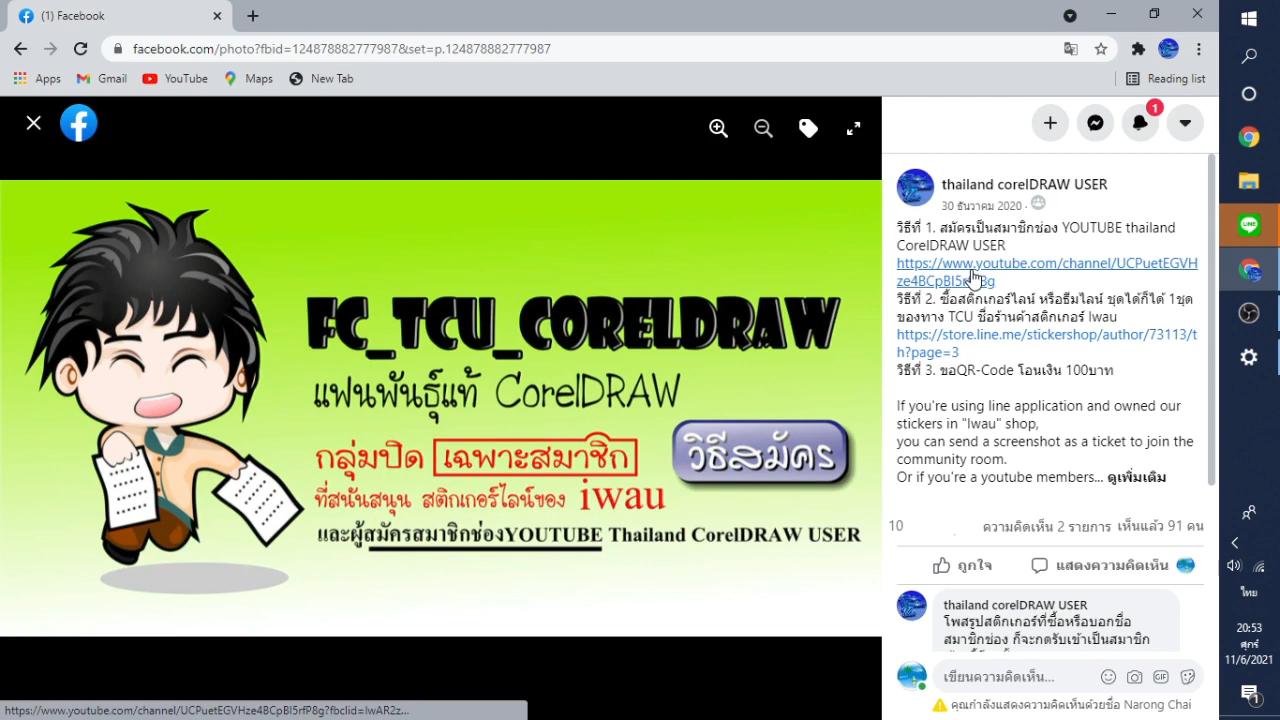 (1) Facebook
facebook.com/photo?fbid=124878882777987&set=p.124878882777987
Apps Gmail YouTube Maps New Tab Reading list
FC_TCU_CORELDRAW
แฟนพันธุ์แท้ CorelDRAW
กลุ่มปิด เฉพาะสมาชิก
วิธีสมัคร
ที่สนันสนุน สติกเกอร์ไลน์ของ iwau
และผู้สมัครสมาชิกช่องYOUTUBE Thailand CorelDRAW USER
1
thailand corelDRAW USER
30 ธันวาคม 2020 ·
วิธีที่ 1. สมัครเป็นสมาชิกช่อง YOUTUBE thailand
CorelDRAW USER
https://www.youtube.com/channel/UCPuetEGVH
ze4BCpBI5rfP8g
วิธีที่ 2. ซื้อสติกเกอร์ไลน์ หรือธีมไลน์ ชุดได้ก็ได้ 1ชุด
ของทาง TCU ชื่อร้านค้าสติกเกอร์ Iwau
https://store.line.me/stickershop/author/73113/t
h?page=3
วิธีที่ 3. ขอQR-Code โอนเงิน 100บาท
If you're using line application and owned our
stickers in "Iwau" shop,
you can send a screenshot as a ticket to join the
community room.
Or if you're a youtube members... ดูเพิ่มเติม
10 ความคิดเห็น 2 รายการ เห็นแล้ว 91 คน
ถูกใจ แสดงความคิดเห็น
thailand corelDRAW USER
โพสรูปสติกเกอร์ที่ซื้อหรือบอกชื่อ
สมาชิกช่อง ก็จะกดรับเข้าเป็นสมาชิก
เขียนความคิดเห็น...
GIF
คุณกำลังแสดงความคิดเห็นด้วยชื่อ Narong Chai
https://www.youtube.com/channel/UCPuetEGVHze4BCpBI5rfP8g?fbclid=IwAR2z...
LINE
ไทย
20:53
ศุกร์
11/6/2021
1